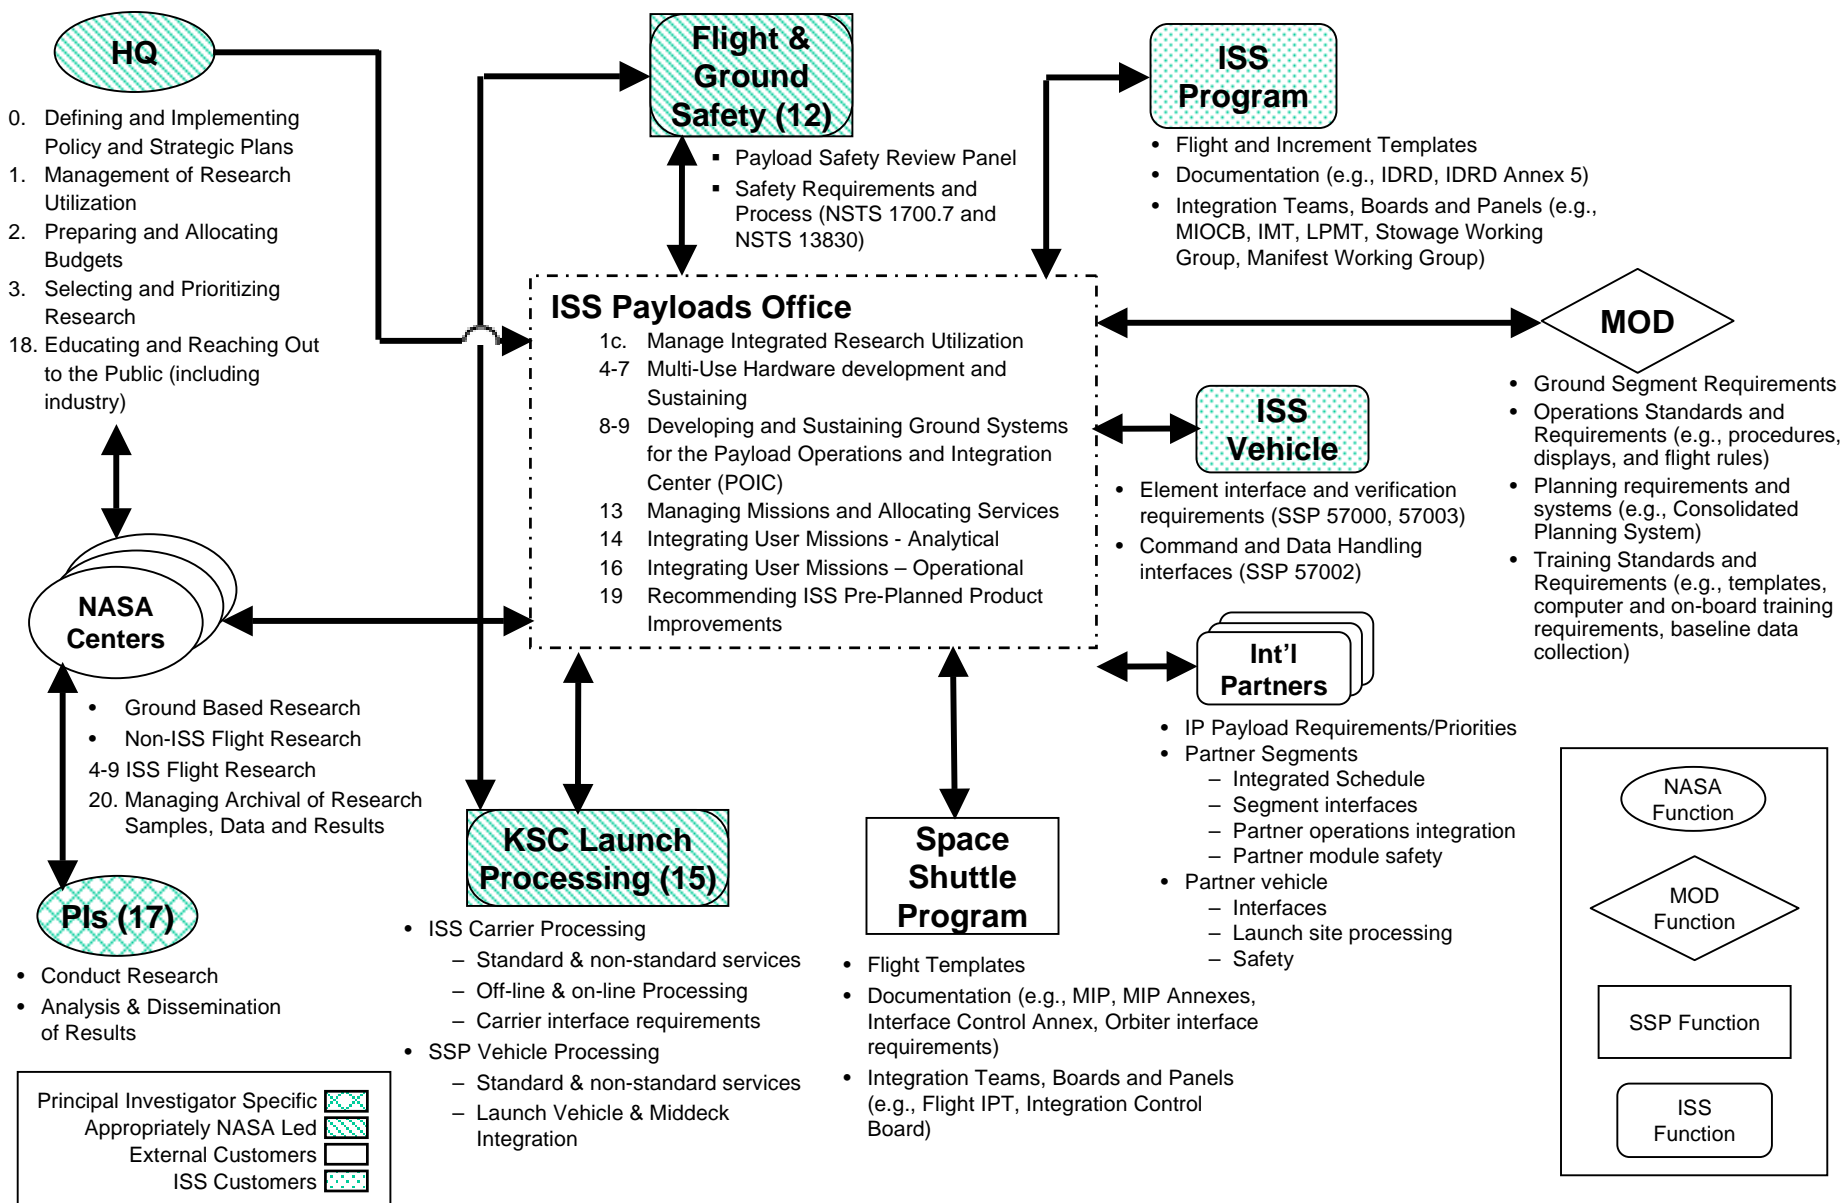 HQ
0. Defining and Implementing
Policy and Strategic Plans
1. Management of Research
Utilization
2. Preparing and Allocating
Budgets
3. Selecting and Prioritizing
Research
18. Educating and Reaching Out
to the Public (including
industry)
Flight &
Ground
Safety (12)
▪ Payload Safety Review Panel
▪ Safety Requirements and
Process (NSTS 1700.7 and
NSTS 13830)
ISS
Program
• Flight and Increment Templates
• Documentation (e.g., IDRD, IDRD Annex 5)
• Integration Teams, Boards and Panels (e.g.,
MIOCB, IMT, LPMT, Stowage Working
Group, Manifest Working Group)
ISS Payloads Office
1c. Manage Integrated Research Utilization
4-7 Multi-Use Hardware development and
Sustaining
8-9 Developing and Sustaining Ground Systems
for the Payload Operations and Integration
Center (POIC)
13 Managing Missions and Allocating Services
14 Integrating User Missions - Analytical
16 Integrating User Missions – Operational
19 Recommending ISS Pre-Planned Product
Improvements
MOD
• Ground Segment Requirements
• Operations Standards and
Requirements (e.g., procedures,
displays, and flight rules)
• Planning requirements and
systems (e.g., Consolidated
Planning System)
• Training Standards and
Requirements (e.g., templates,
computer and on-board training
requirements, baseline data
collection)
ISS
Vehicle
• Element interface and verification
requirements (SSP 57000, 57003)
• Command and Data Handling
interfaces (SSP 57002)
NASA
Centers
• Ground Based Research
• Non-ISS Flight Research
4-9 ISS Flight Research
20. Managing Archival of Research
Samples, Data and Results
Int'l
Partners
• IP Payload Requirements/Priorities
• Partner Segments
– Integrated Schedule
– Segment interfaces
– Partner operations integration
– Partner module safety
• Partner vehicle
– Interfaces
– Launch site processing
– Safety
PIs (17)
• Conduct Research
• Analysis & Dissemination
of Results
KSC Launch
Processing (15)
• ISS Carrier Processing
– Standard & non-standard services
– Off-line & on-line Processing
– Carrier interface requirements
• SSP Vehicle Processing
– Standard & non-standard services
– Launch Vehicle & Middeck
Integration
Space
Shuttle
Program
• Flight Templates
• Documentation (e.g., MIP, MIP Annexes,
Interface Control Annex, Orbiter interface
requirements)
• Integration Teams, Boards and Panels
(e.g., Flight IPT, Integration Control
Board)
NASA
Function
MOD
Function
SSP Function
ISS
Function
Principal Investigator Specific
Appropriately NASA Led
External Customers
ISS Customers